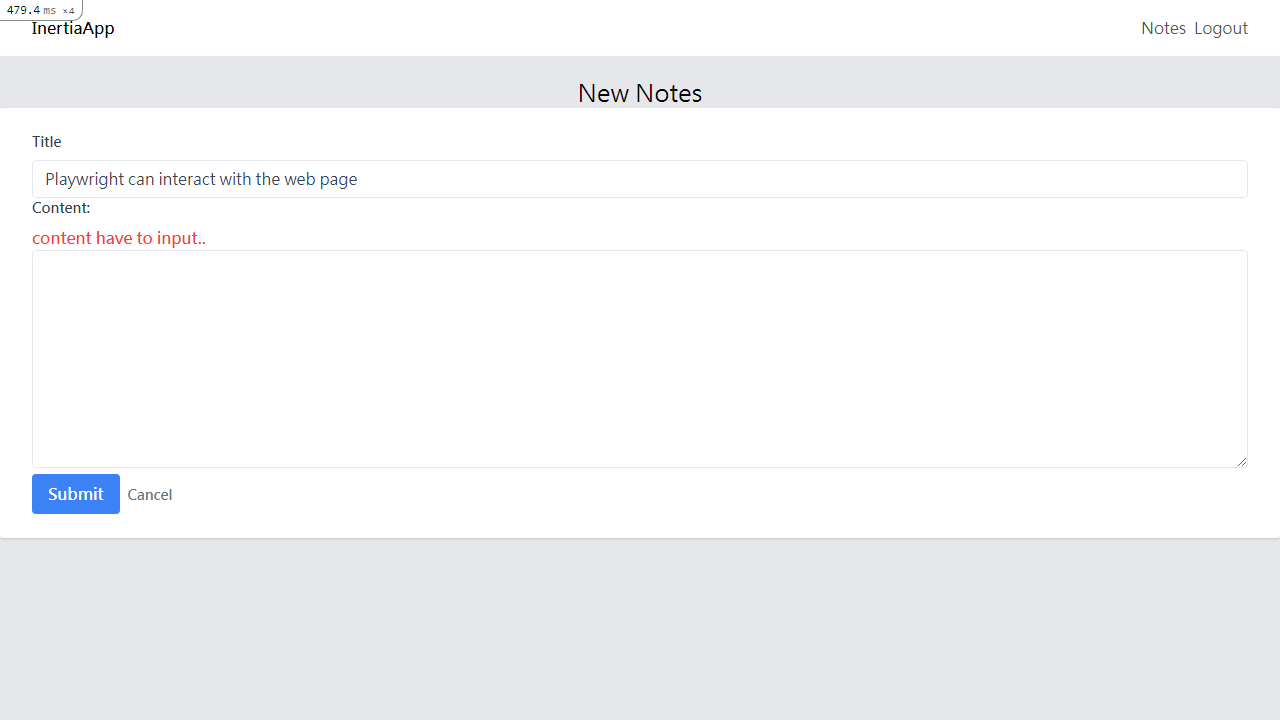 479.4 ms ×4
InertiaApp
Notes Logout
New Notes
Title
Playwright can interact with the web page
Content:
content have to input..
Submit Cancel